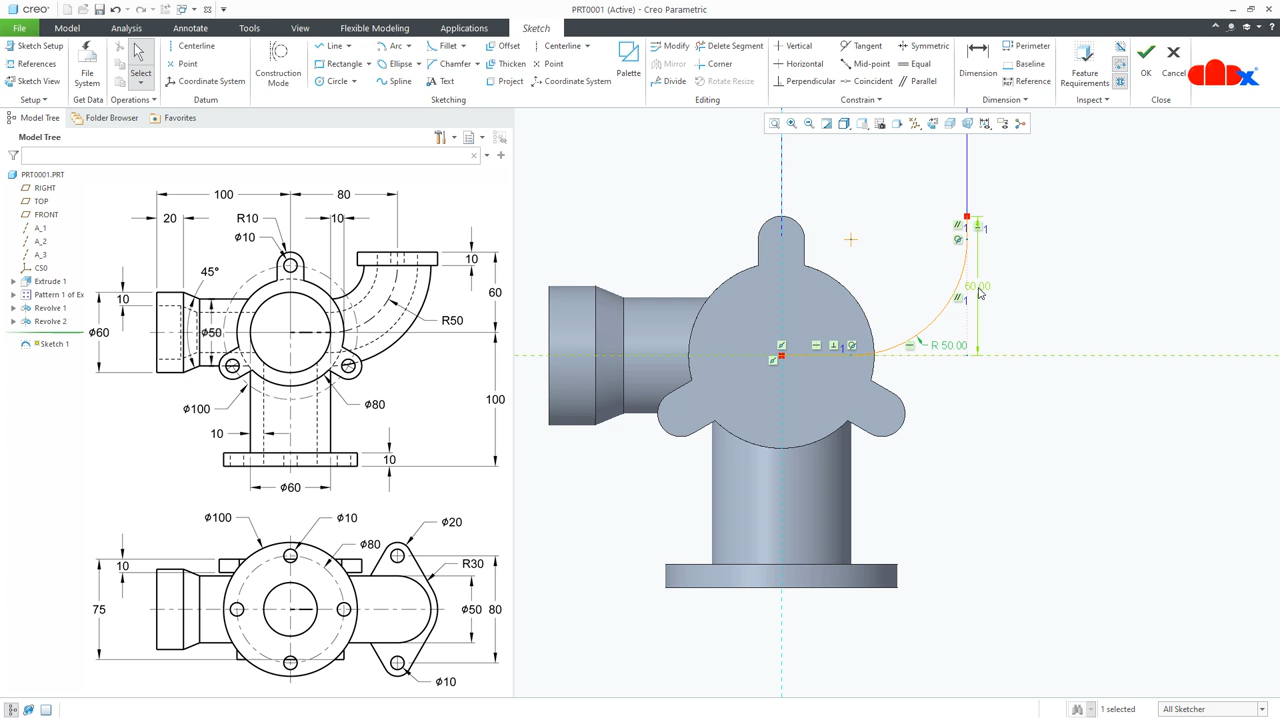 creo
PRT0001 (Active) - Creo Parametric
File Model Analysis Annotate Tools View Flexible Modeling Applications Sketch
Sketch Setup
References
Sketch View
Setup
File System
Get Data
Select
Operations
Centerline
Point
Coordinate System
Datum
Construction Mode
Line Arc Fillet Offset Centerline
Rectangle Ellipse Chamfer Thicken Point
Circle Spline Text Project Coordinate System
Sketching
Palette
Modify Delete Segment
Mirror Corner
Divide Rotate Resize
Editing
Vertical Tangent Symmetric
Horizontal Mid-point Equal
Perpendicular Coincident Parallel
Constrain
Dimension
Perimeter
Baseline
Reference
Dimension
Feature Requirements
Inspect
OK Cancel
Close
Model Tree Folder Browser Favorites
Model Tree
PRT0001.PRT
RIGHT
TOP
FRONT
A_1
A_2
A_3
CS0
Extrude 1
Pattern 1 of Ex
Revolve 1
Revolve 2
Sketch 1
100 80
20 R10 10
ϕ10
10
45°
10 60
R50
ϕ60 ϕ50
ϕ100 ϕ80 100
10
10
ϕ60
ϕ100 ϕ10 ϕ20
ϕ80
10 R30
75 ϕ50 80
ϕ10
1
1
60.00
1
1
R 50.00
1 selected
All Sketcher